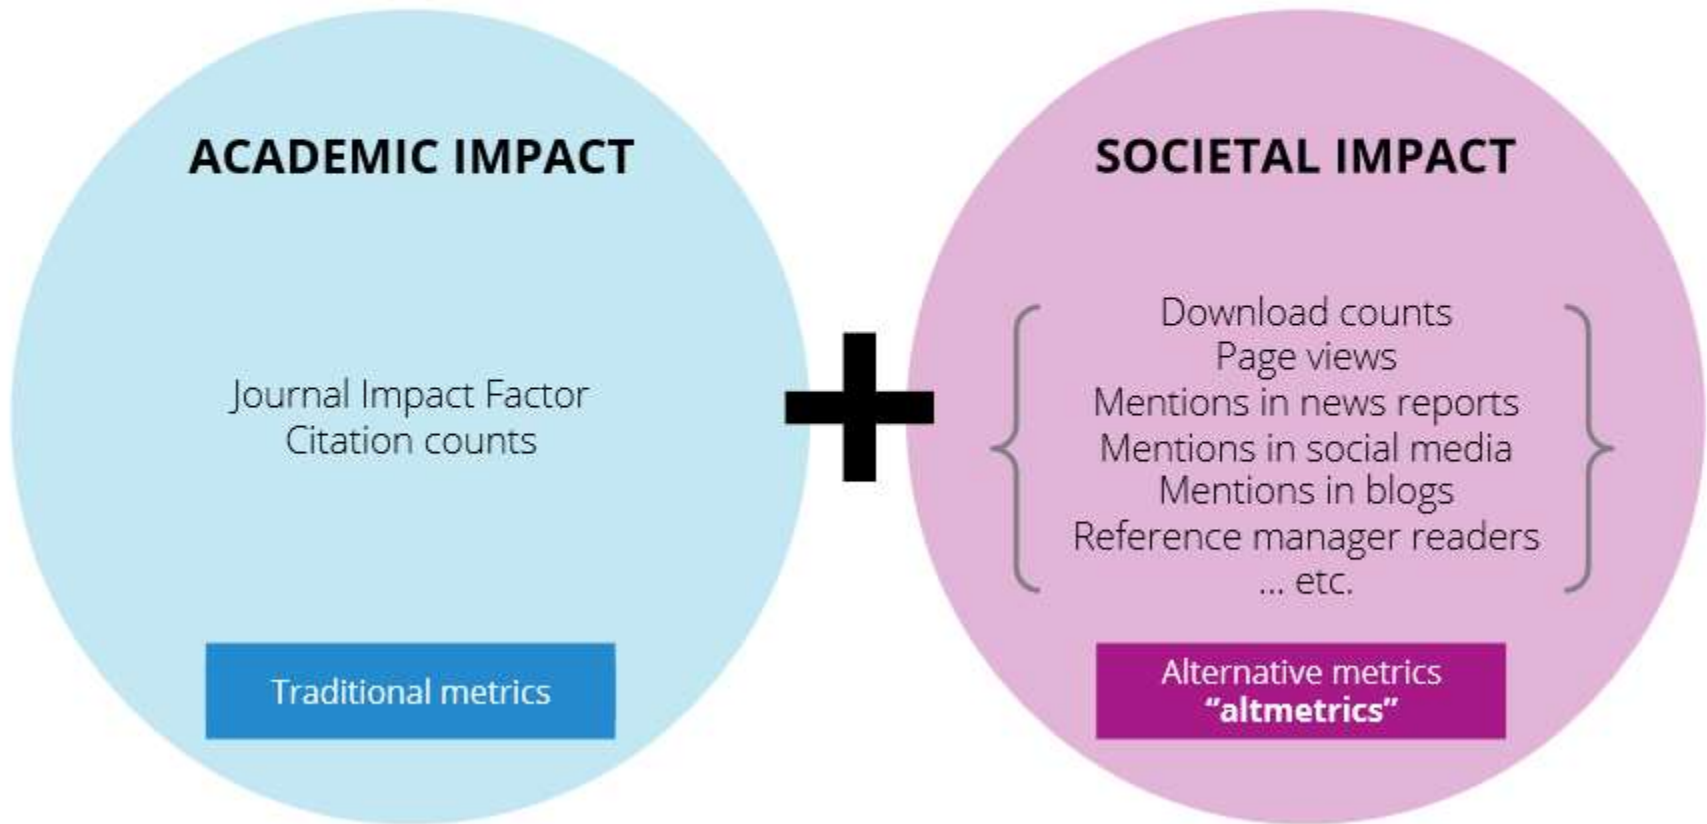 ACADEMIC IMPACT
Journal Impact Factor
Citation counts
Traditional metrics
SOCIETAL IMPACT
Download counts
Page views
Mentions in news reports
Mentions in social media
Mentions in blogs
Reference manager readers
... etc.
Alternative metrics
“altmetrics”